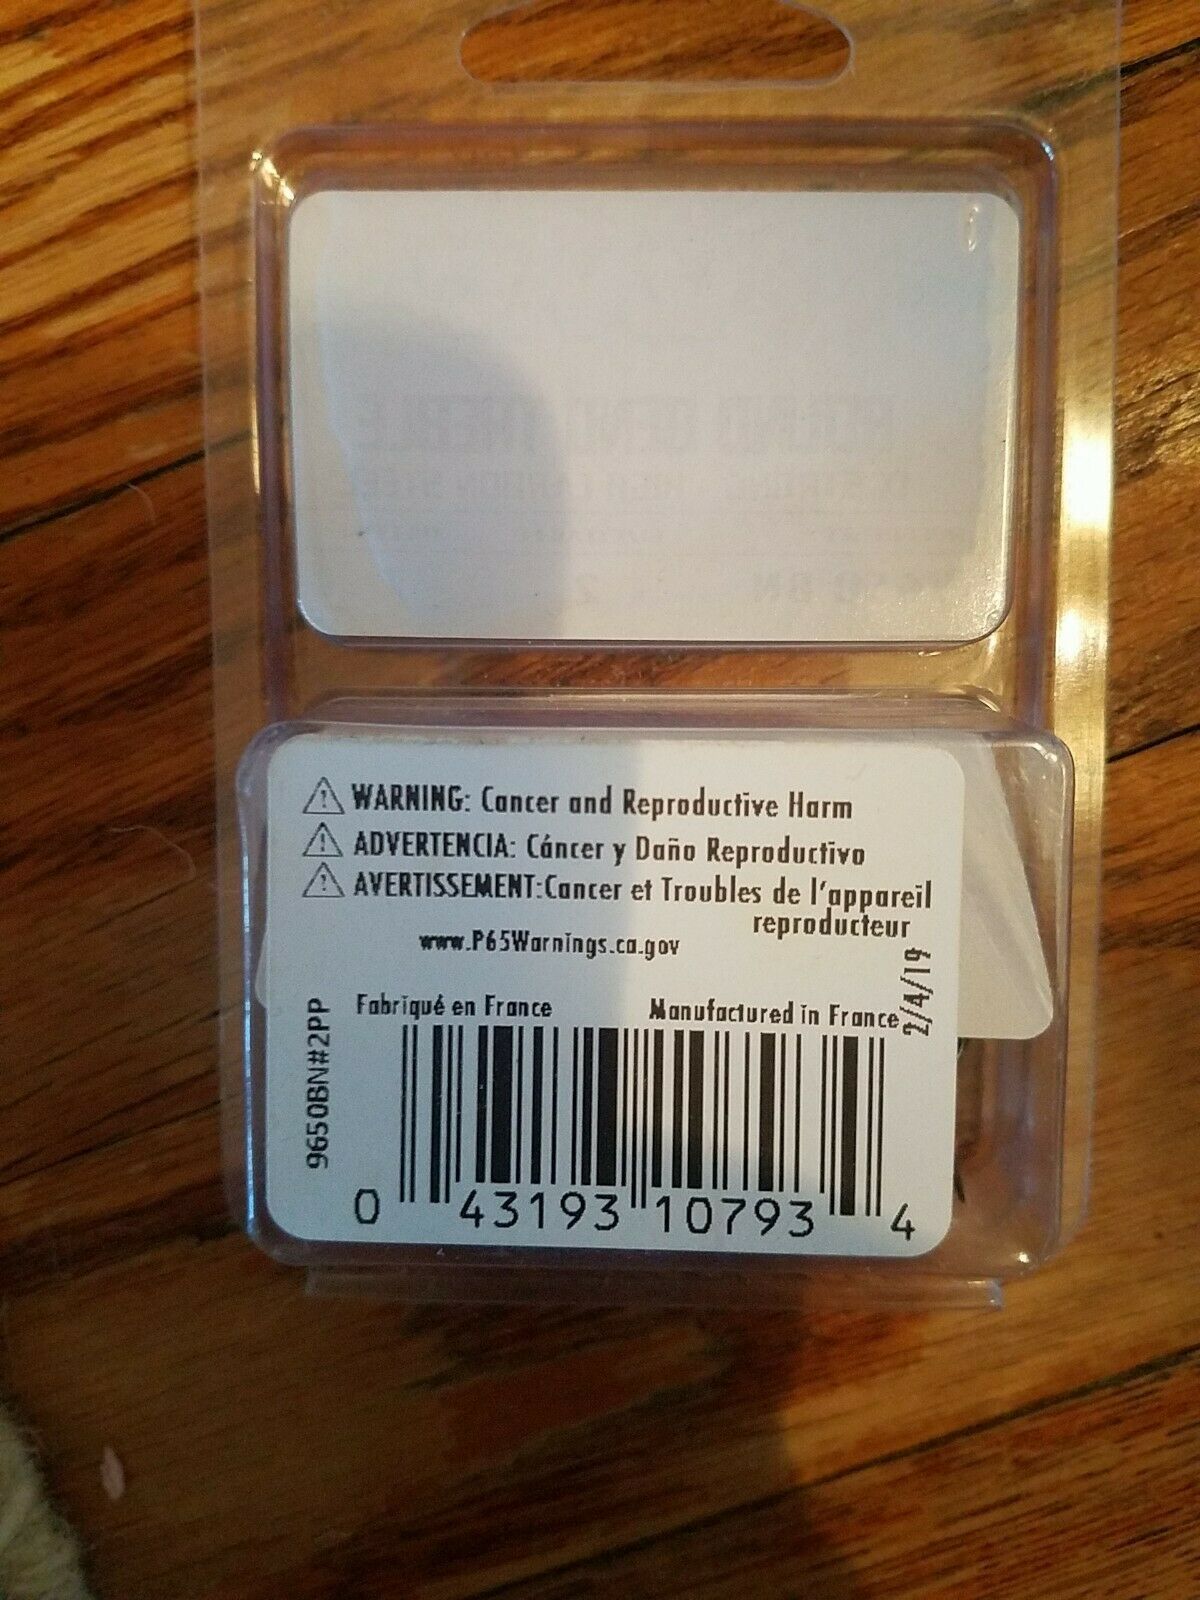 WARNING: Cancer and Reproductive Harm
ADVERTENCIA: Cáncer y Daño Reproductivo
AVERTISSEMENT:Cancer et Troubles de l'appareil
reproducteur
www.P65Warnings.ca.gov
2/4/19
Fabriqué en France
Manufactured in France
9650BN#2PP
0 43193 10793 4